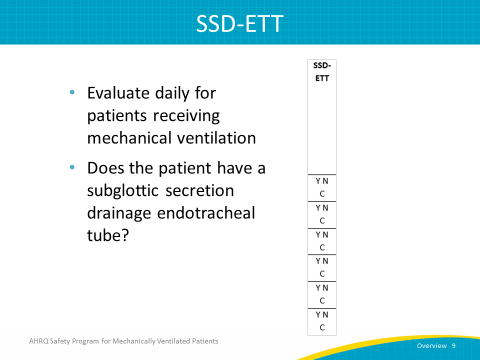 SSD-ETT
• Evaluate daily for
patients receiving
mechanical ventilation
• Does the patient have a
subglottic secretion
drainage endotracheal
tube?
SSD-
ETT
Y N
C
Y N
C
Y N
C
Y N
C
Y N
C
Y N
C
AHRQ Safety Program for Mechanically Ventilated Patients
Overview 9